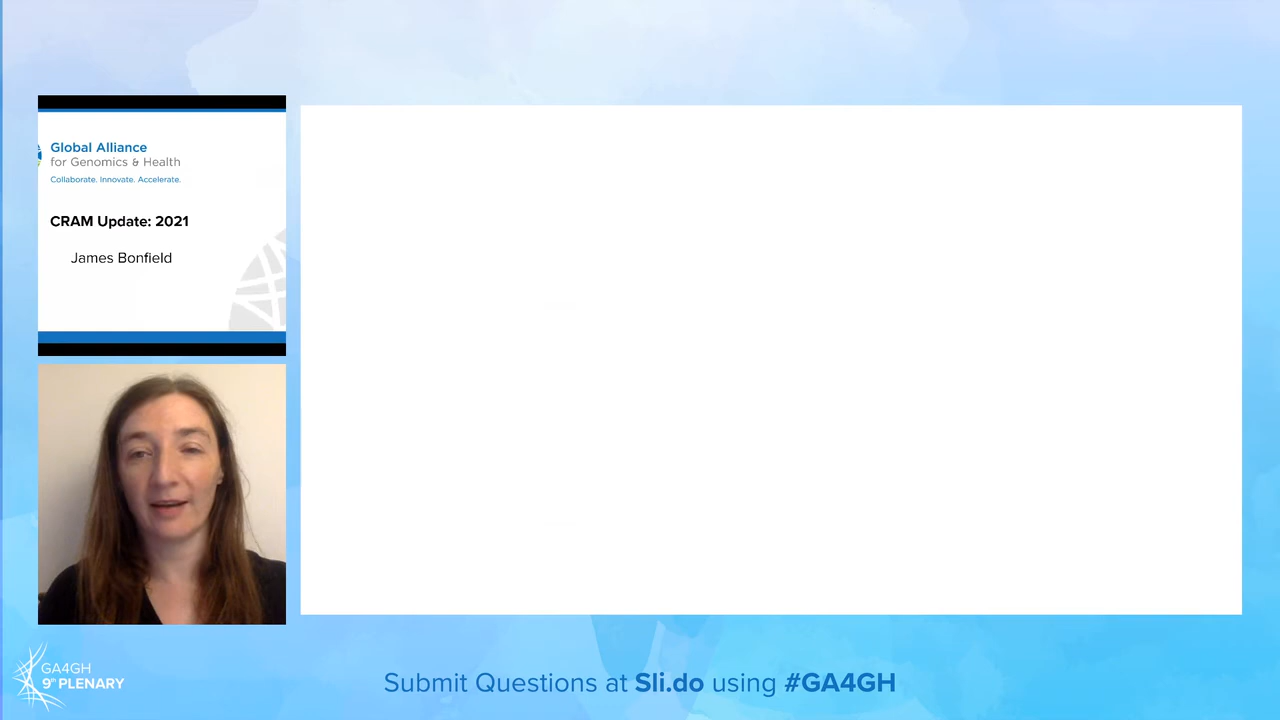 Global Alliance
for Genomics & Health
Collaborate. Innovate. Accelerate.
CRAM Update: 2021
James Bonfield
GA4GH
9th PLENARY
Submit Questions at Sli.do using #GA4GH